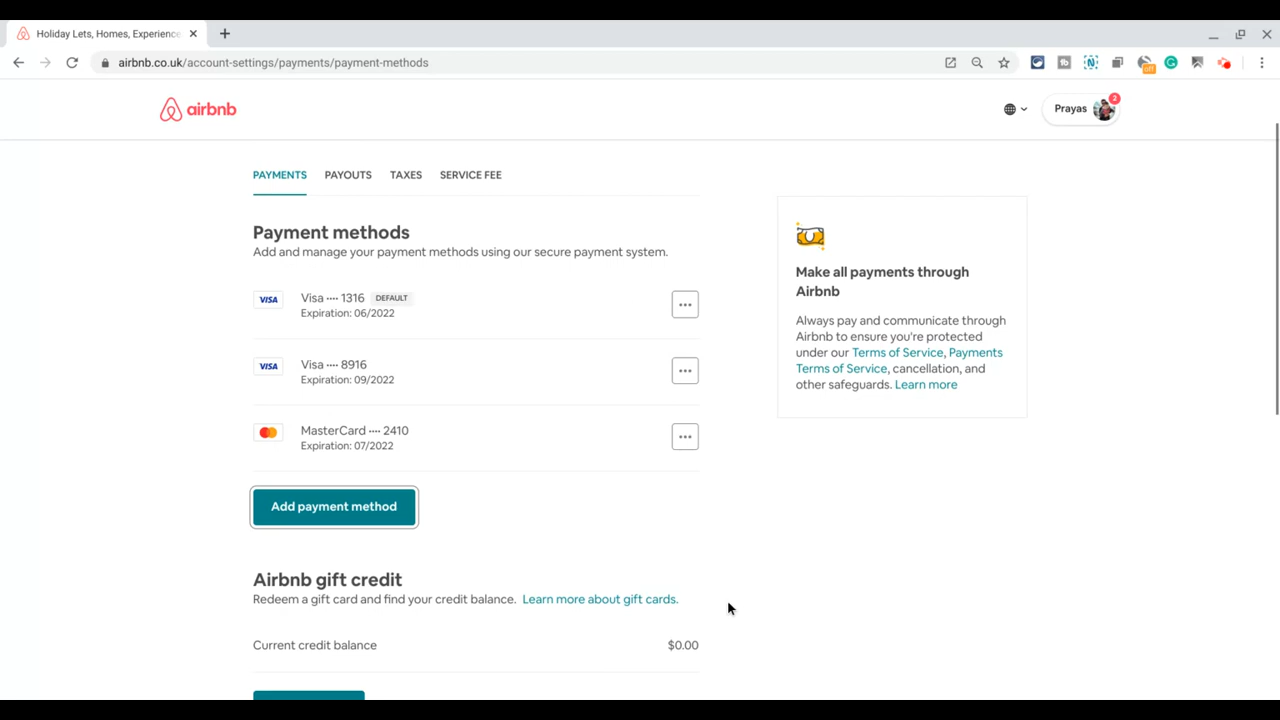 Holiday Lets, Homes, Experience
airbnb.co.uk/account-settings/payments/payment-methods
off
airbnb
Prayas
2
PAYMENTS PAYOUTS TAXES SERVICE FEE
Payment methods
Add and manage your payment methods using our secure payment system.
VISA Visa •••• 1316 DEFAULT
Expiration: 06/2022
VISA Visa •••• 8916
Expiration: 09/2022
MasterCard •••• 2410
Expiration: 07/2022
Add payment method
Make all payments through
Airbnb
Always pay and communicate through
Airbnb to ensure you're protected
under our Terms of Service, Payments
Terms of Service, cancellation, and
other safeguards. Learn more
Airbnb gift credit
Redeem a gift card and find your credit balance. Learn more about gift cards.
Current credit balance $0.00